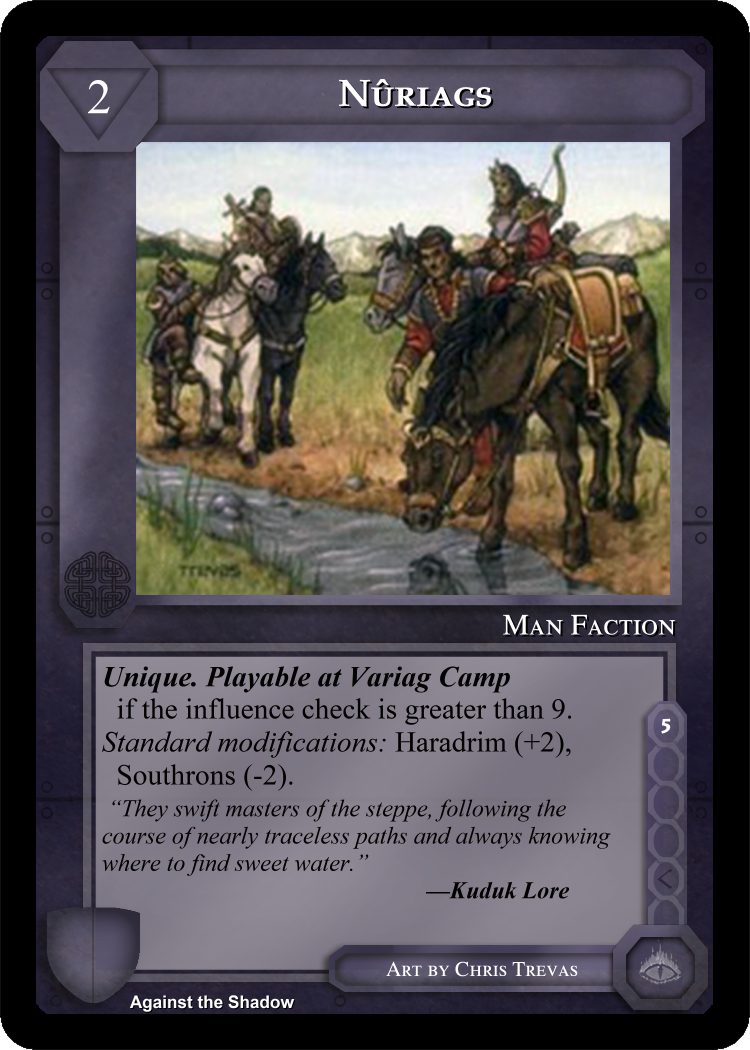 2
Nûriags
TREVAS
Man Faction
Unique. Playable at Variag Camp
if the influence check is greater than 9.
Standard modifications: Haradrim (+2),
Southrons (-2).
5
“They swift masters of the steppe, following the
course of nearly traceless paths and always knowing
where to find sweet water.”
—Kuduk Lore
Art by Chris Trevas
Against the Shadow